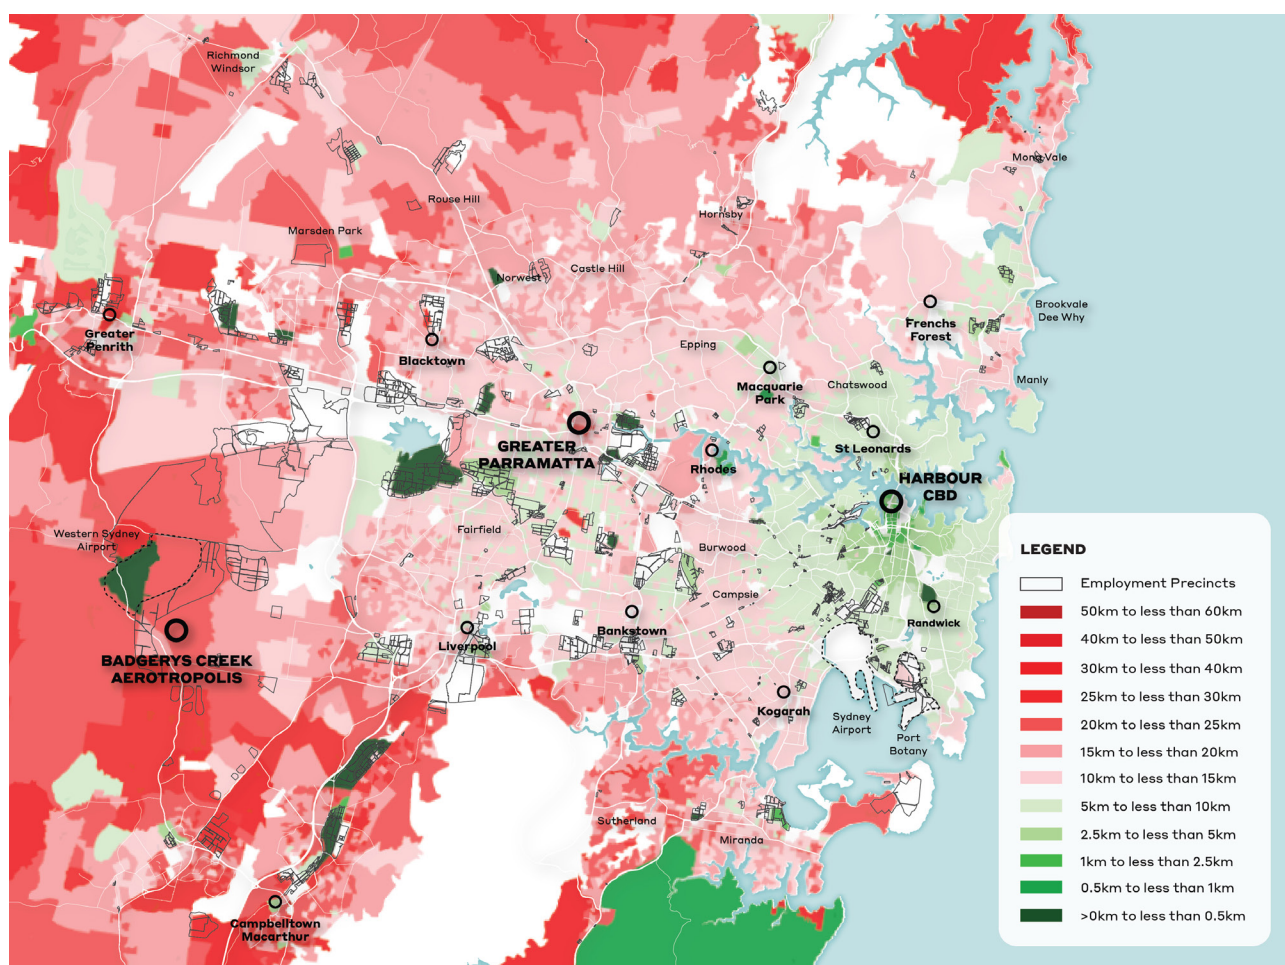 Richmond
Windsor
Mona Vale
Rouse Hill
Hornsby
Marsden Park
Castle Hill
Norwest
Brookvale
Dee Why
Greater
Penrith
Frenchs
Forest
Epping
Blacktown
Manly
Macquarie
Park
Chatswood
GREATER
PARRAMATTA
St Leonards
Rhodes
HARBOUR
CBD
Western Sydney
Airport
Fairfield
Burwood
Campsie
Randwick
Bankstown
Liverpool
BADGERYS CREEK
AEROTROPOLIS
Kogarah
Sydney
Airport
Port
Botany
Sutherland
Miranda
Campbelltown
Macarthur
LEGEND
Employment Precincts
50km to less than 60km
40km to less than 50km
30km to less than 40km
25km to less than 30km
20km to less than 25km
15km to less than 20km
10km to less than 15km
5km to less than 10km
2.5km to less than 5km
1km to less than 2.5km
0.5km to less than 1km
>0km to less than 0.5km